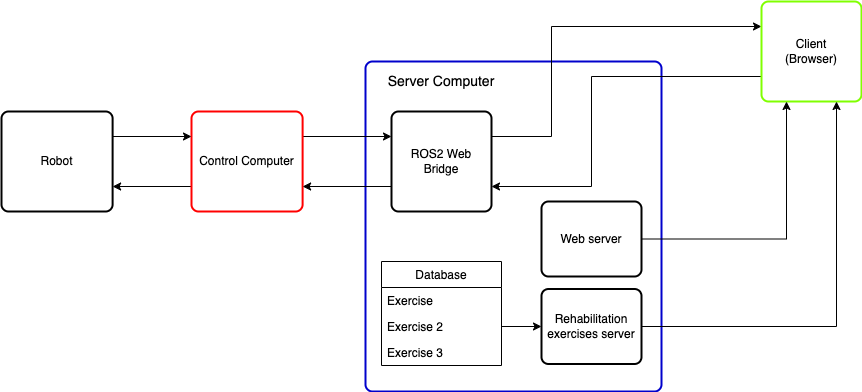 Client
(Browser)
Server Computer
Robot
Control Computer
ROS2 Web
Bridge
Web server
Database
Exercise
Exercise 2
Exercise 3
Rehabilitation
exercises server